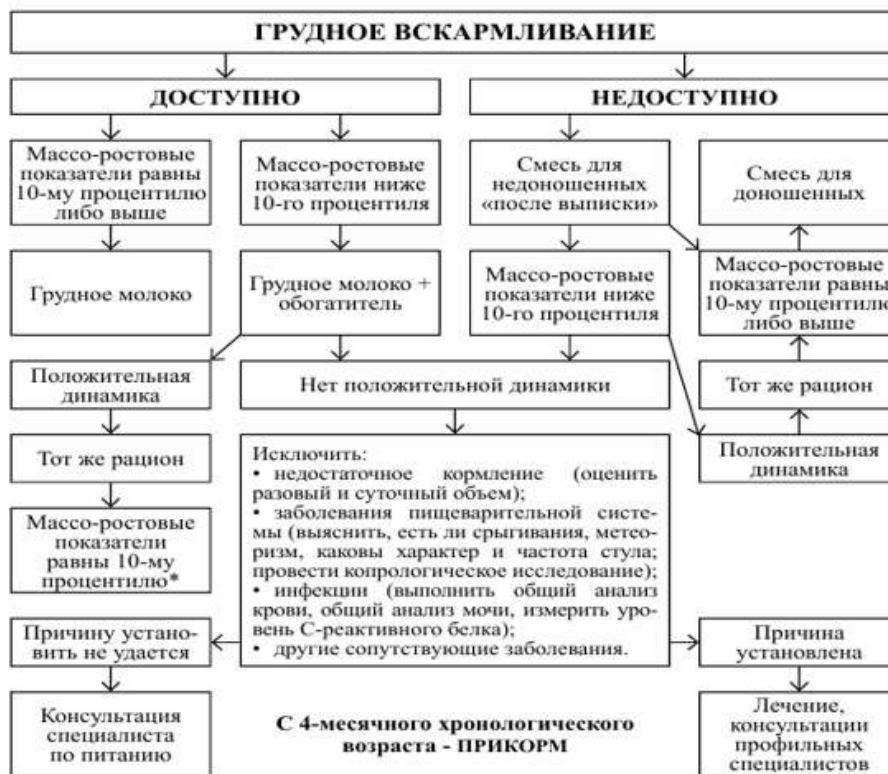 ГРУДНОЕ ВСКАРМЛИВАНИЕ
ДОСТУПНО
НЕДОСТУПНО
Массо-ростовые
показатели равны
10-му процентилю
либо выше
Массо-ростовые
показатели ниже
10-го процентиля
Смесь для
недоношенных
«после выписки»
Смесь для
доношенных
Грудное молоко
Грудное молоко +
обогатитель
Массо-ростовые
показатели ниже
10-го процентиля
Массо-ростовые
показатели равны
10-му процентилю
либо выше
Положительная
динамика
Нет положительной динамики
Тот же рацион
Тот же рацион
Исключить:
• недостаточное кормление (оценить
разовый и суточный объем);
• заболевания пищеварительной систе-
мы (выяснить, есть ли срыгивания, метео-
ризм, каковы характер и частота стула;
провести копрологическое исследование);
• инфекции (выполнить общий анализ
крови, общий анализ мочи, измерить уро-
вень С-реактивного белка);
• другие сопутствующие заболевания.
Положительная
динамика
Массо-ростовые
показатели
равны 10-му
процентилю*
Причину устано-
вить не удается
Причина
установлена
Консультация
специалиста
по питанию
С 4-месячного хронологического
возраста - ПРИКОРМ
Лечение,
консультации
профильных
специалистов